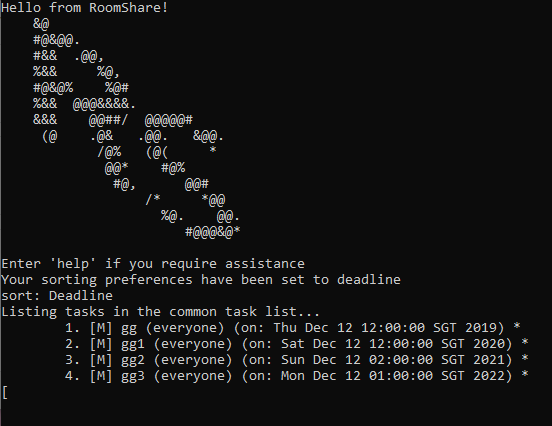 Hello from RoomShare!
    &@
    #@&@@.
    #&&  .@@,
    %&&     %@,
    #@&@%    %@#
    %&&  @@@&&&&.
    &&&    @@##/  @@@@@#
     (@    .@&   .@@.   &@@.
            /@%   (@(     *
             @@*    #@%
              #@,      @@#
                  /*     *@@
                    %@.    @@.
                       #@@@&@*
Enter 'help' if you require assistance
Your sorting preferences have been set to deadline
sort: Deadline
Listing tasks in the common task list...
        1. [M] gg (everyone) (on: Thu Dec 12 12:00:00 SGT 2019) *
        2. [M] gg1 (everyone) (on: Sat Dec 12 12:00:00 SGT 2020) *
        3. [M] gg2 (everyone) (on: Sun Dec 12 02:00:00 SGT 2021) *
        4. [M] gg3 (everyone) (on: Mon Dec 12 01:00:00 SGT 2022) *
[